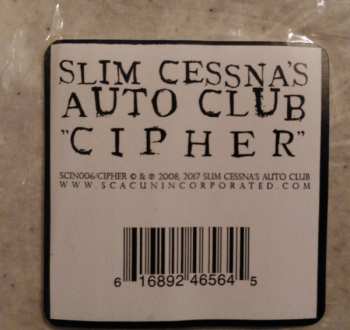 SLIM CESSNA'S
AUTO CLUB
"CIPHER"
SCIN006/CIPHER © & ℗ 2008, 2017 SLIM CESSNA'S AUTO CLUB
WWW.SCACUNINCORPORATED.COM
6 16892 46564 5